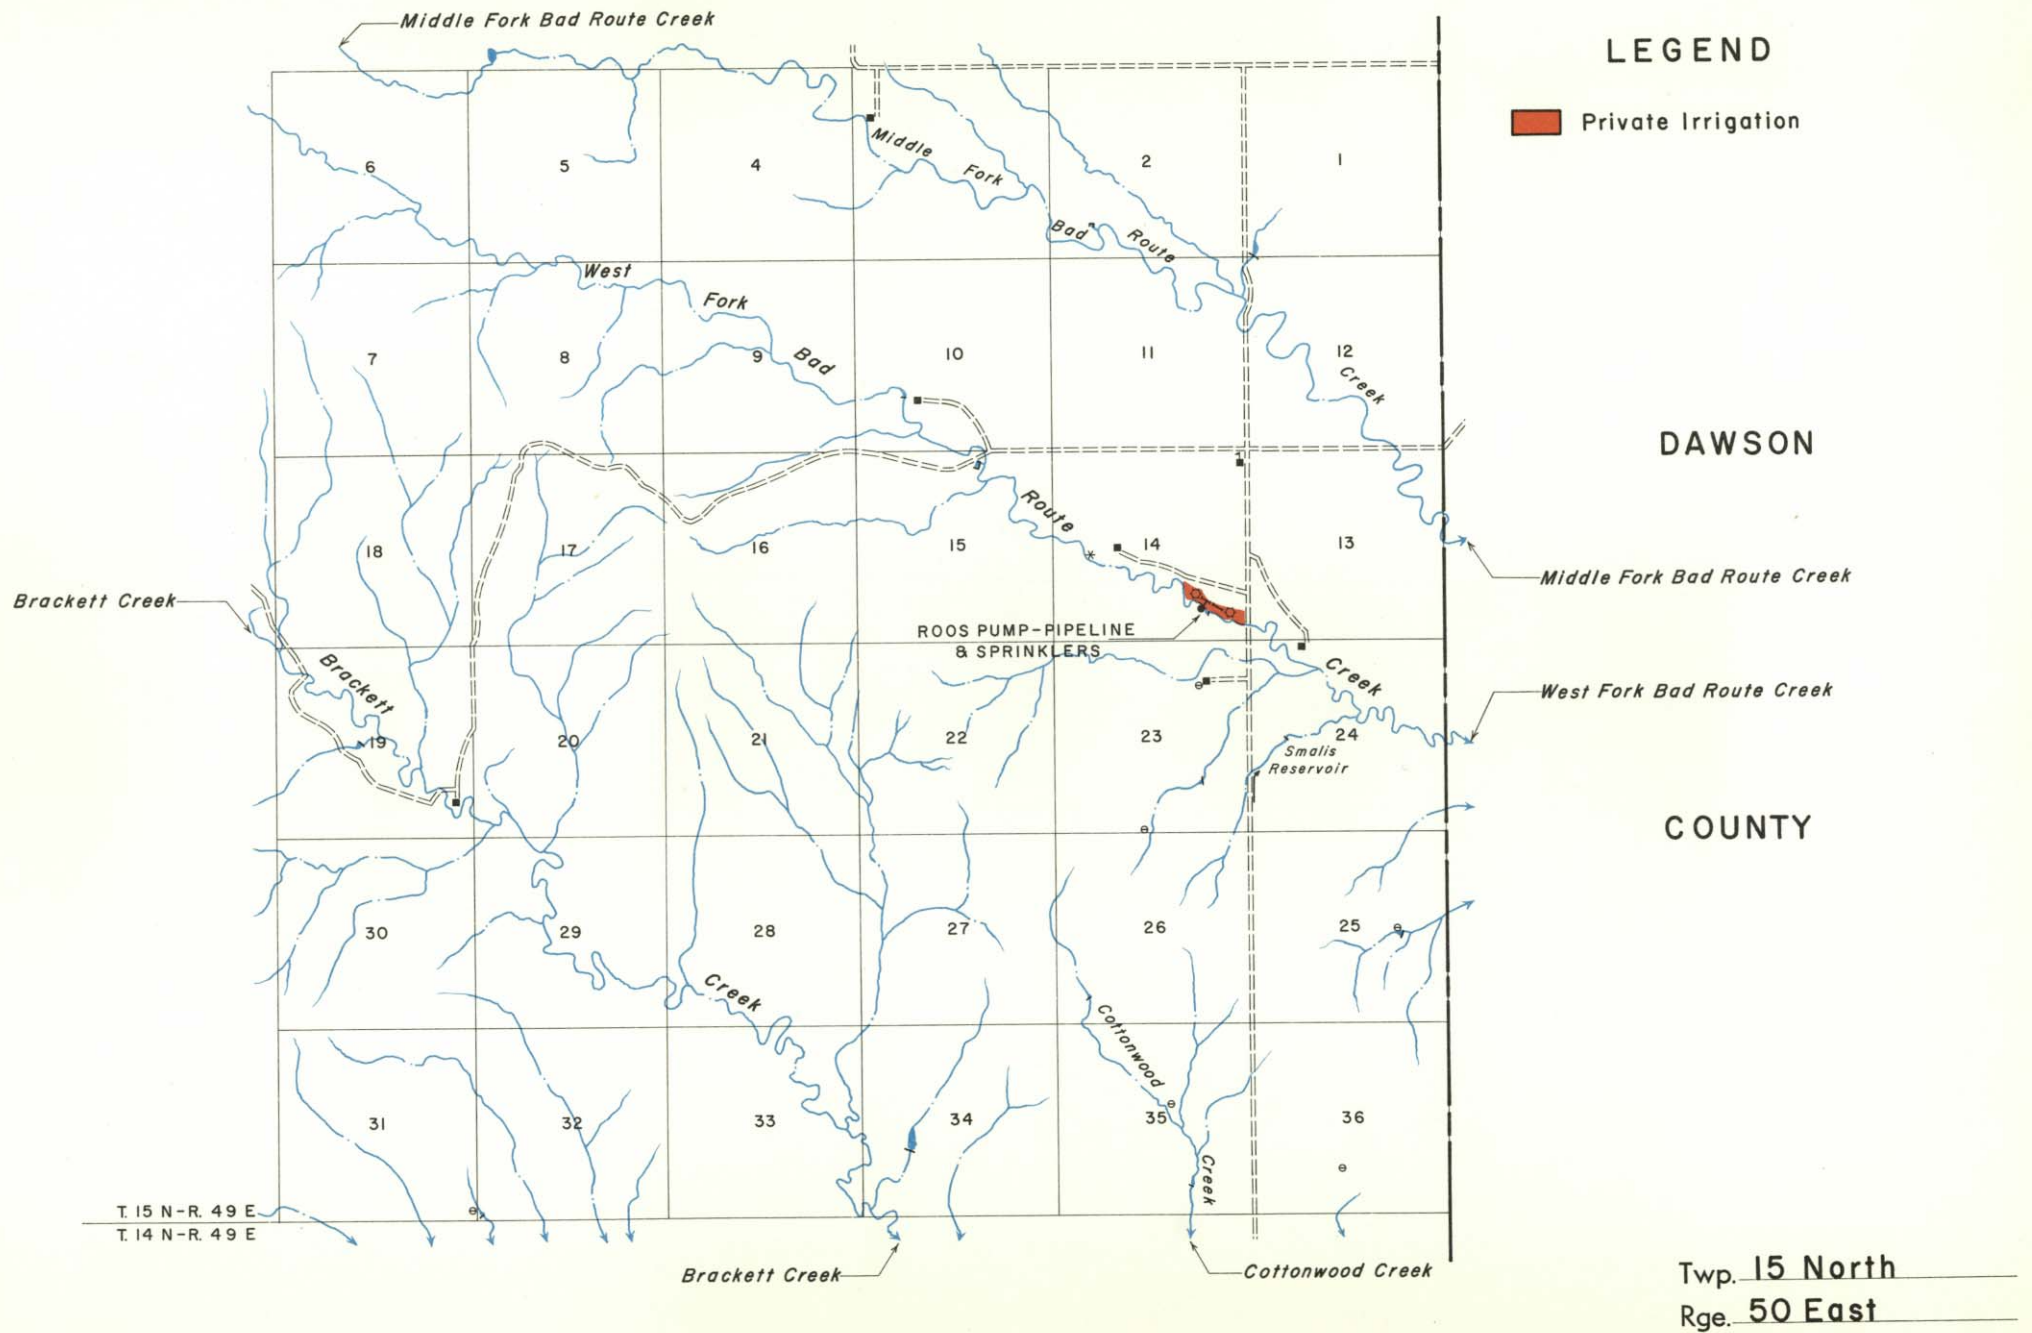 Middle Fork Bad Route Creek
LEGEND
Private Irrigation
6
5
4
2
1
Middle
Fork
Bad
Route
Creek
West
Fork
Bad
Route
Creek
7
8
9
10
11
12
DAWSON
COUNTY
18
17
16
15
14
13
Middle Fork Bad Route Creek
Brackett Creek
ROOS PUMP-PIPELINE
& SPRINKLERS
West Fork Bad Route Creek
Brackett
Creek
19
20
21
22
23
24
Smalis
Reservoir
30
29
28
27
26
25
Cottonwood
Creek
31
32
33
34
35
36
T. 15 N-R. 49 E
T. 14 N-R. 49 E
Brackett Creek
Cottonwood Creek
Twp. 15 North
Rge. 50 East